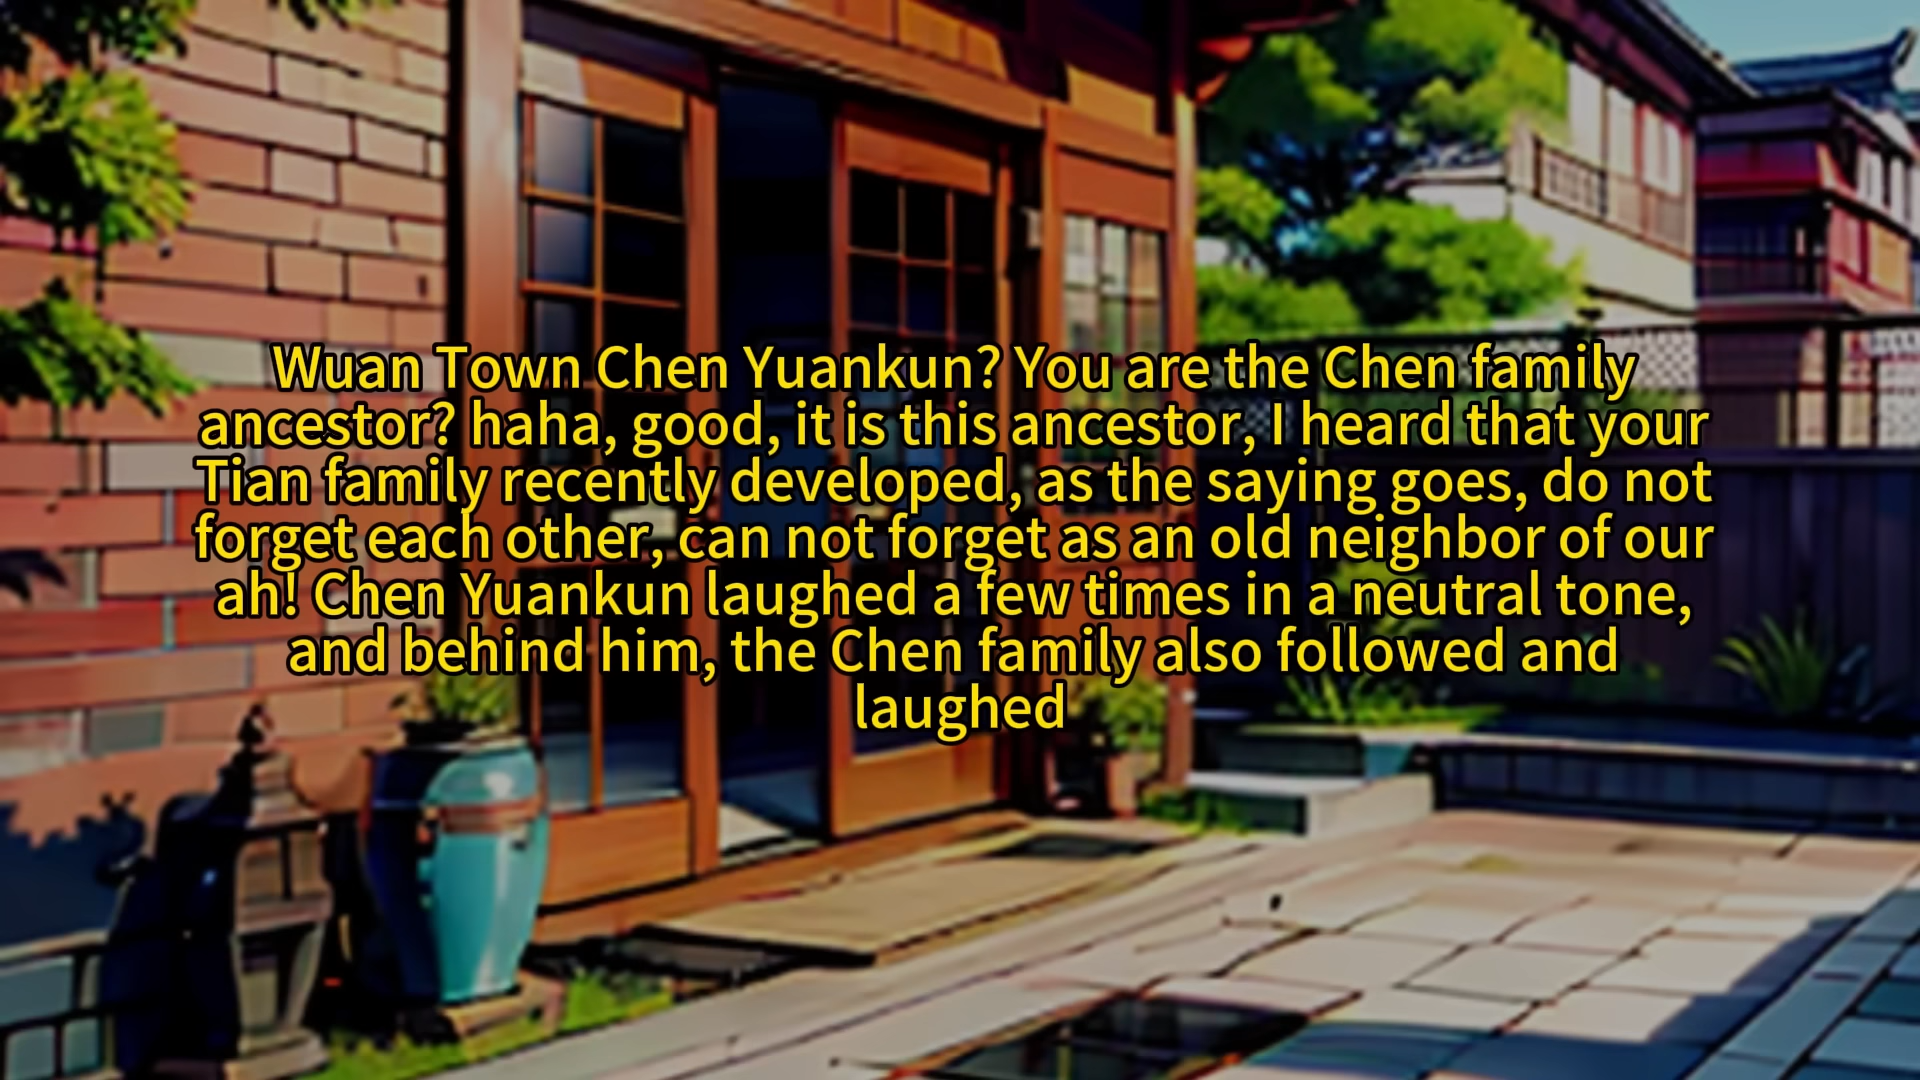 Wuan Town Chen Yuankun? You are the Chen family
ancestor? haha, good, it is this ancestor, I heard that your
Tian family recently developed, as the saying goes, do not
forget each other, can not forget as an old neighbor of our
ah! Chen Yuankun laughed a few times in a neutral tone,
and behind him, the Chen family also followed and
laughed